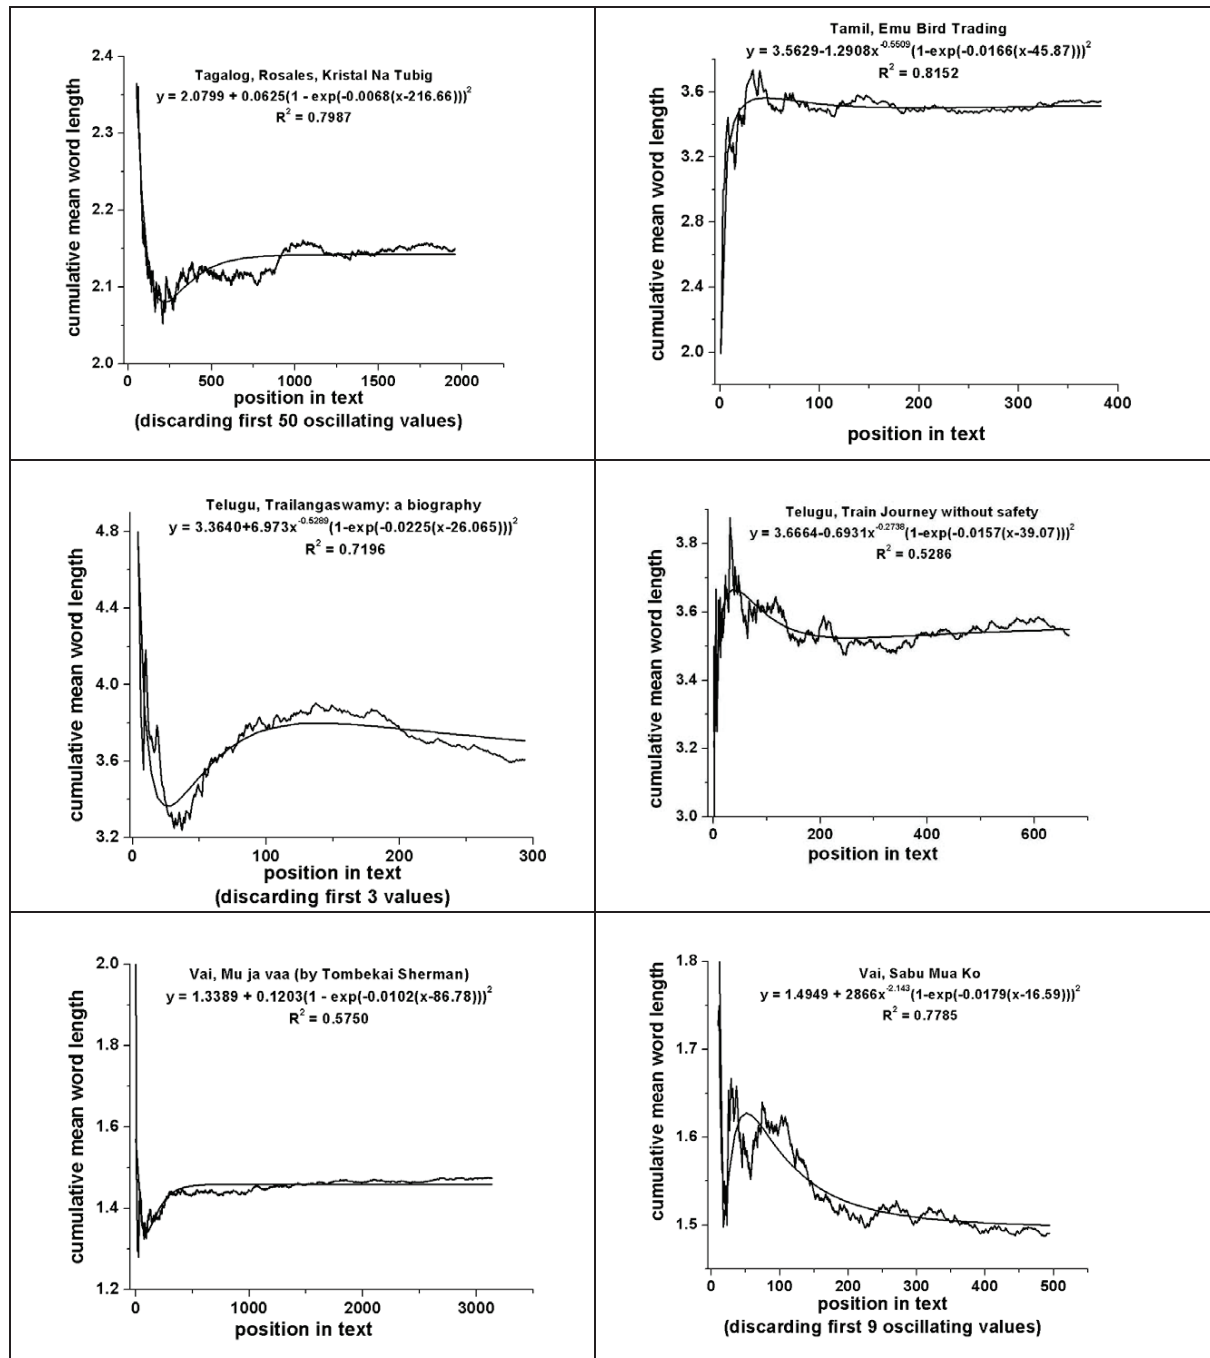 Tagalog, Rosales, Kristal Na Tubig
y = 2.0799 + 0.0625(1 - exp(-0.0068(x-216.66)))²
R² = 0.7987
cumulative mean word length
2.4
2.3
2.2
2.1
2.0
0 500 1000 1500 2000
position in text
(discarding first 50 oscillating values)
Tamil, Emu Bird Trading
y = 3.5629-1.2908x^-0.5509(1-exp(-0.0166(x-45.87)))²
R² = 0.8152
cumulative mean word length
3.6
3.2
2.8
2.4
2.0
0 100 200 300 400
position in text
Telugu, Trailangaswamy: a biography
y = 3.3640+6.973x^-0.5289(1-exp(-0.0225(x-26.065)))²
R² = 0.7196
cumulative mean word length
4.8
4.4
4.0
3.6
3.2
0 100 200 300
position in text
(discarding first 3 values)
Telugu, Train Journey without safety
y = 3.6664-0.6931x^-0.2738(1-exp(-0.0157(x-39.07)))²
R² = 0.5286
cumulative mean word length
3.8
3.6
3.4
3.2
3.0
0 200 400 600
position in text
Vai, Mu ja vaa (by Tombekai Sherman)
y = 1.3389 + 0.1203(1 - exp(-0.0102(x-86.78)))²
R² = 0.5750
cumulative mean word length
2.0
1.8
1.6
1.4
1.2
0 1000 2000 3000
position in text
Vai, Sabu Mua Ko
y = 1.4949 + 2866x^-2.143(1-exp(-0.0179(x-16.59)))²
R² = 0.7785
cumulative mean word length
1.8
1.7
1.6
1.5
0 100 200 300 400 500
position in text
(discarding first 9 oscillating values)